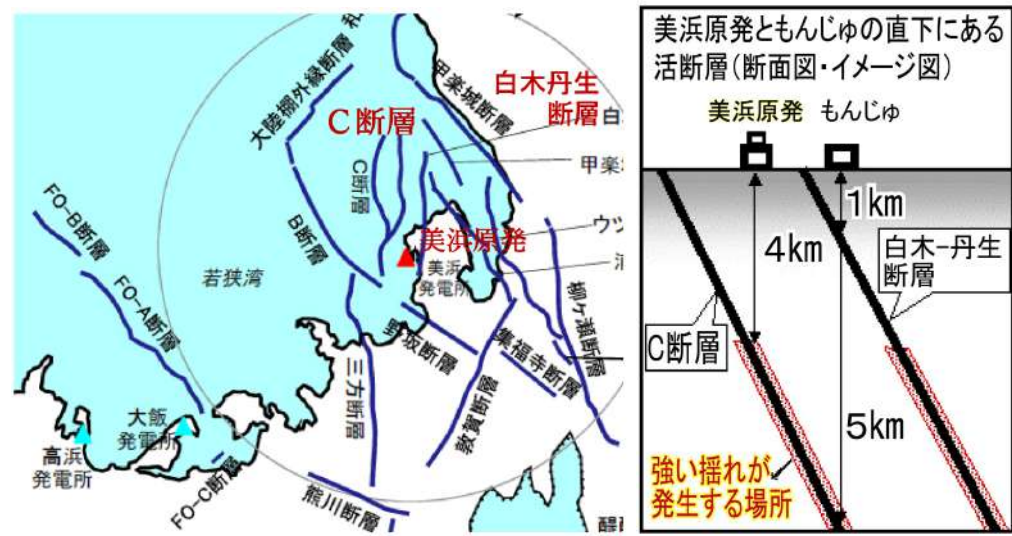 大陸棚外縁断層
和
甲楽城断層
白木丹生
断層
白
C断層
C断層
甲楽
B断層
FO-B断層
FO-A断層
若狭湾
美浜原発
美浜
発電所
ウツ
柳ヶ瀬断層
野坂断層
集福寺断層
三方断層
敦賀断層
大飯
発電所
高浜
発電所
FO-C断層
熊川断層
美浜原発ともんじゅの直下にある
活断層(断面図・イメージ図)
美浜原発 もんじゅ
1km
4km
白木-丹生
断層
C断層
5km
強い揺れが
発生する場所